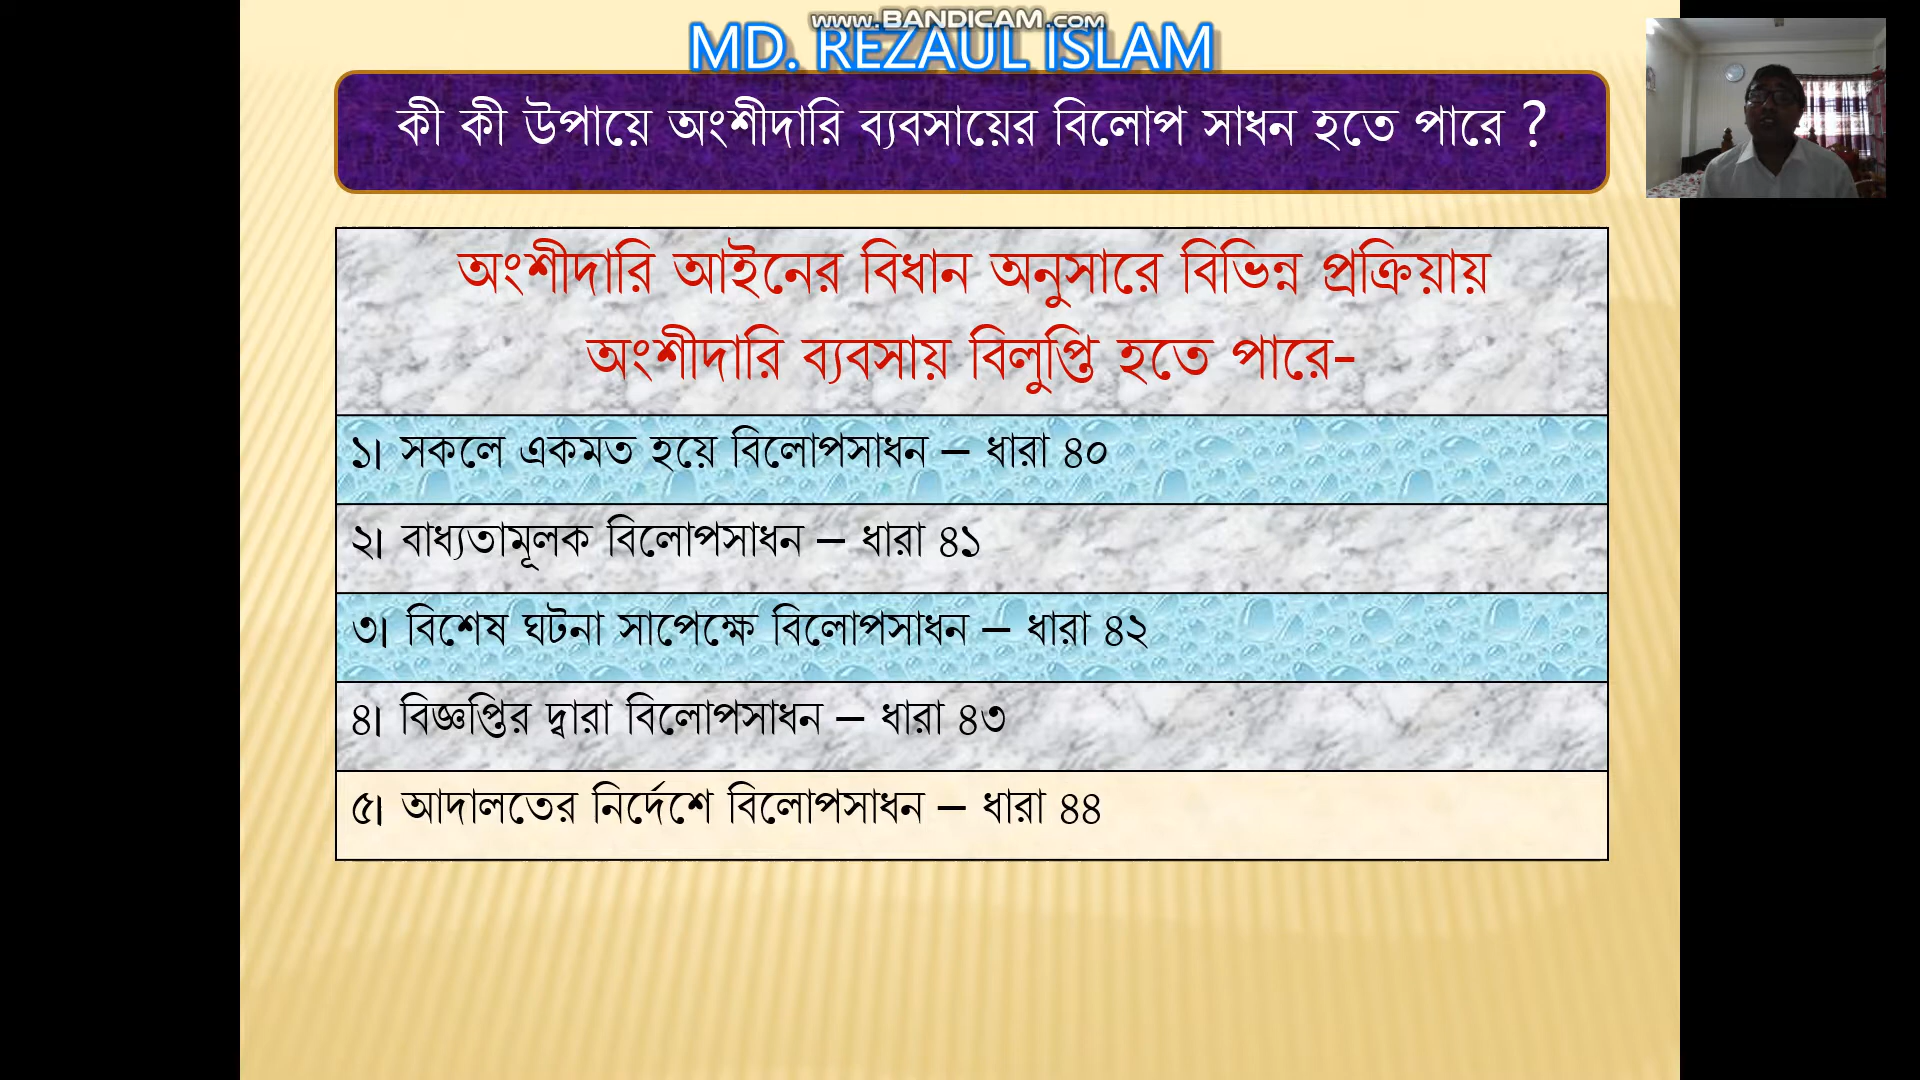 www.BANDICAM.com
MD. REZAUL ISLAM
কী কী উপায়ে অংশীদারি ব্যবসায়ের বিলোপ সাধন হতে পারে ?
অংশীদারি আইনের বিধান অনুসারে বিভিন্ন প্রক্রিয়ায়
অংশীদারি ব্যবসায় বিলুপ্তি হতে পারে-
১। সকলে একমত হয়ে বিলোপসাধন – ধারা ৪০
২। বাধ্যতামূলক বিলোপসাধন – ধারা ৪১
৩। বিশেষ ঘটনা সাপেক্ষে বিলোপসাধন – ধারা ৪২
৪। বিজ্ঞপ্তির দ্বারা বিলোপসাধন – ধারা ৪৩
৫। আদালতের নির্দেশে বিলোপসাধন – ধারা ৪৪